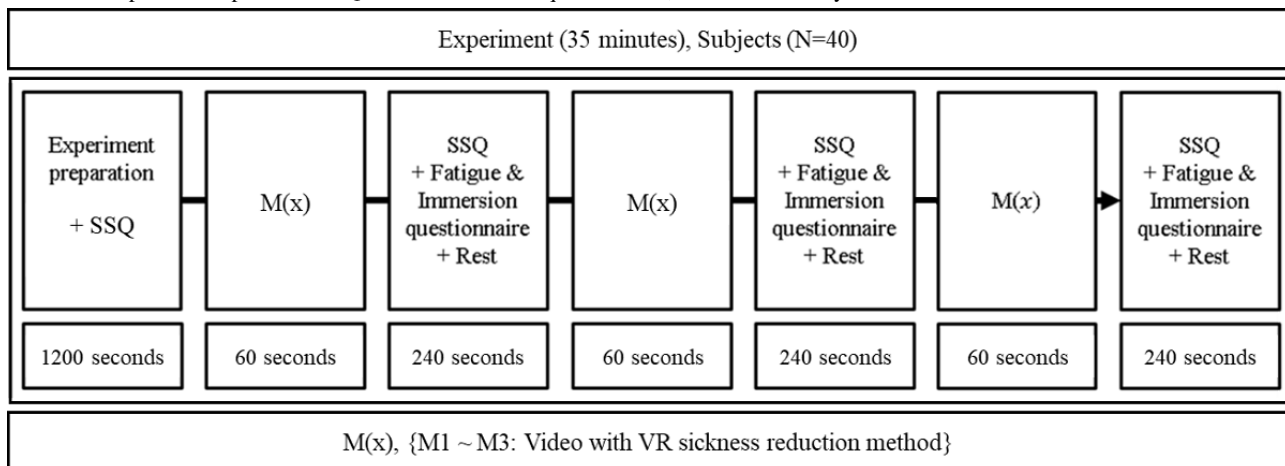 Experiment (35 minutes), Subjects (N=40)
Experiment
preparation
+ SSQ
M(x)
SSQ
+ Fatigue &
Immersion
questionnaire
+ Rest
M(x)
SSQ
+ Fatigue &
Immersion
questionnaire
+ Rest
M(x)
SSQ
+ Fatigue &
Immersion
questionnaire
+ Rest
1200 seconds
60 seconds
240 seconds
60 seconds
240 seconds
60 seconds
240 seconds
M(x), {M1 ~ M3: Video with VR sickness reduction method}